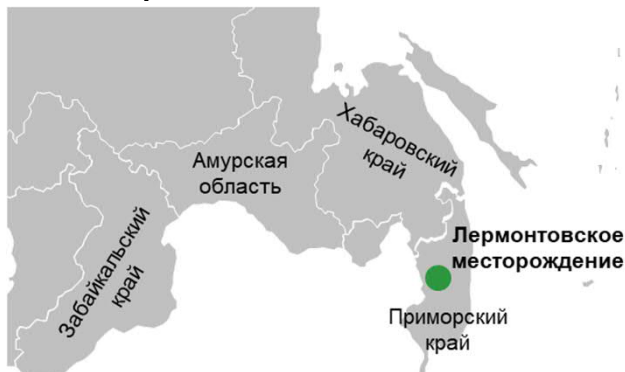 Хабаровский
край
Амурская
область
Забайкальский
край
Лермонтовское
месторождение
Приморский
край